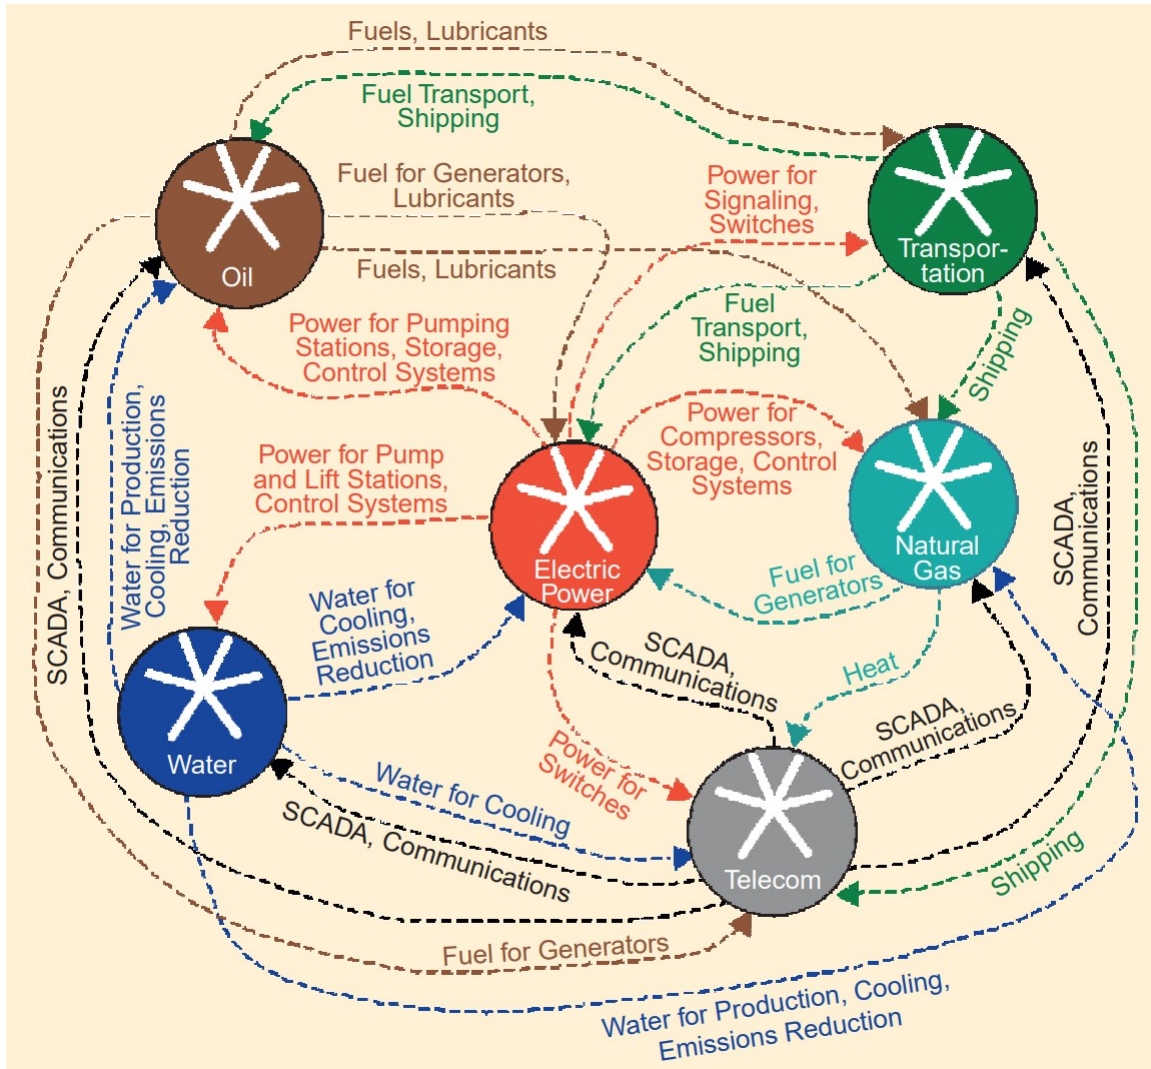 Fuels, Lubricants
Fuel Transport,
Shipping
Fuel for Generators,
Lubricants
Power for
Signaling,
Switches
Transpor-
tation
Oil
Fuels, Lubricants
Fuel
Transport,
Shipping
Shipping
Power for Pumping
Stations, Storage,
Control Systems
Power for
Compressors,
Storage, Control
Systems
SCADA, Communications
Water for Production,
Cooling, Emissions
Reduction
Power for Pump
and Lift Stations,
Control Systems
SCADA,
Communications
Electric
Power
Natural
Gas
Fuel for
Generators
Water for
Cooling,
Emissions
Reduction
SCADA,
Communications
Heat
SCADA,
Communications
Water
Power for
Switches
Water for Cooling
SCADA, Communications
Telecom
Shipping
Fuel for Generators
Water for Production, Cooling,
Emissions Reduction